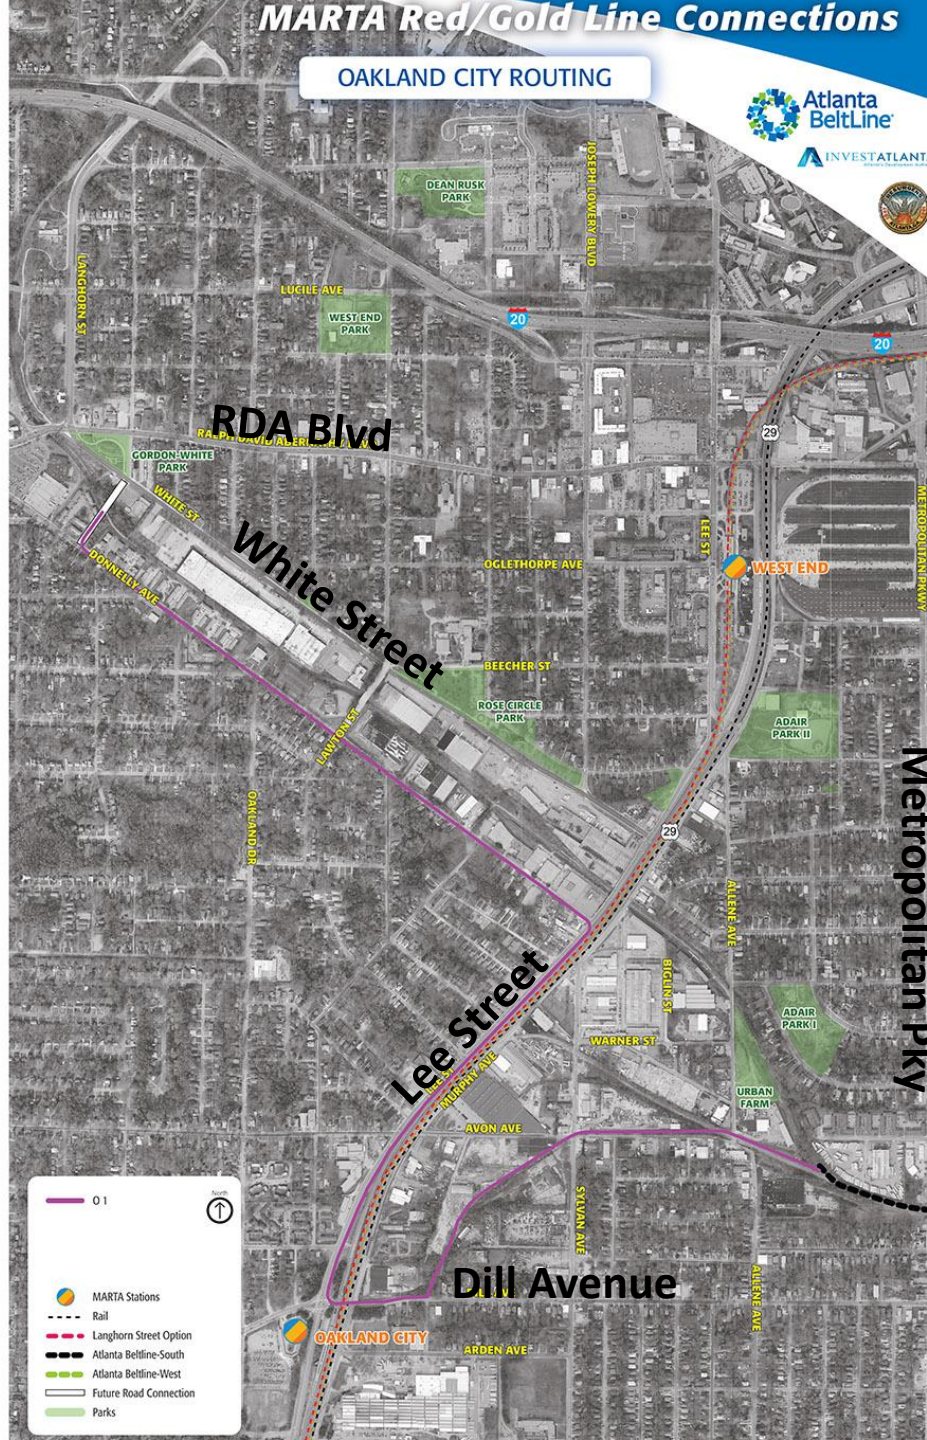 MARTA Red/Gold Line Connections
OAKLAND CITY ROUTING
Atlanta
BeltLine
INVESTATLANT
DEAN RUSK
PARK
JOSEPH LOWERY BLVD
LANGHORN ST
LUCILE AVE
WEST END
PARK
20
20
RDA Blvd
29
GORDON-WHITE
PARK
WHITE ST
METROPOLITAN PKWY
LEE ST
White Street
DONNELLY AVE
OGLETHORPE AVE
WEST END
BEECHER ST
ROSE CIRCLE
PARK
ADAIR
PARK II
LAWTON ST
Metropolitan Pky
OAKLAND DR
29
ALLENE AVE
Lee Street
BIGLIN ST
ADAIR
PARK I
WARNER ST
LEE ST
MURPHY AVE
URBAN
FARM
AVON AVE
SYLVAN AVE
Dill Avenue
ALLENE AVE
OAKLAND CITY
ARDEN AVE
O 1
North
MARTA Stations
Rail
Langhorn Street Option
Atlanta Beltline-South
Atlanta Beltline-West
Future Road Connection
Parks